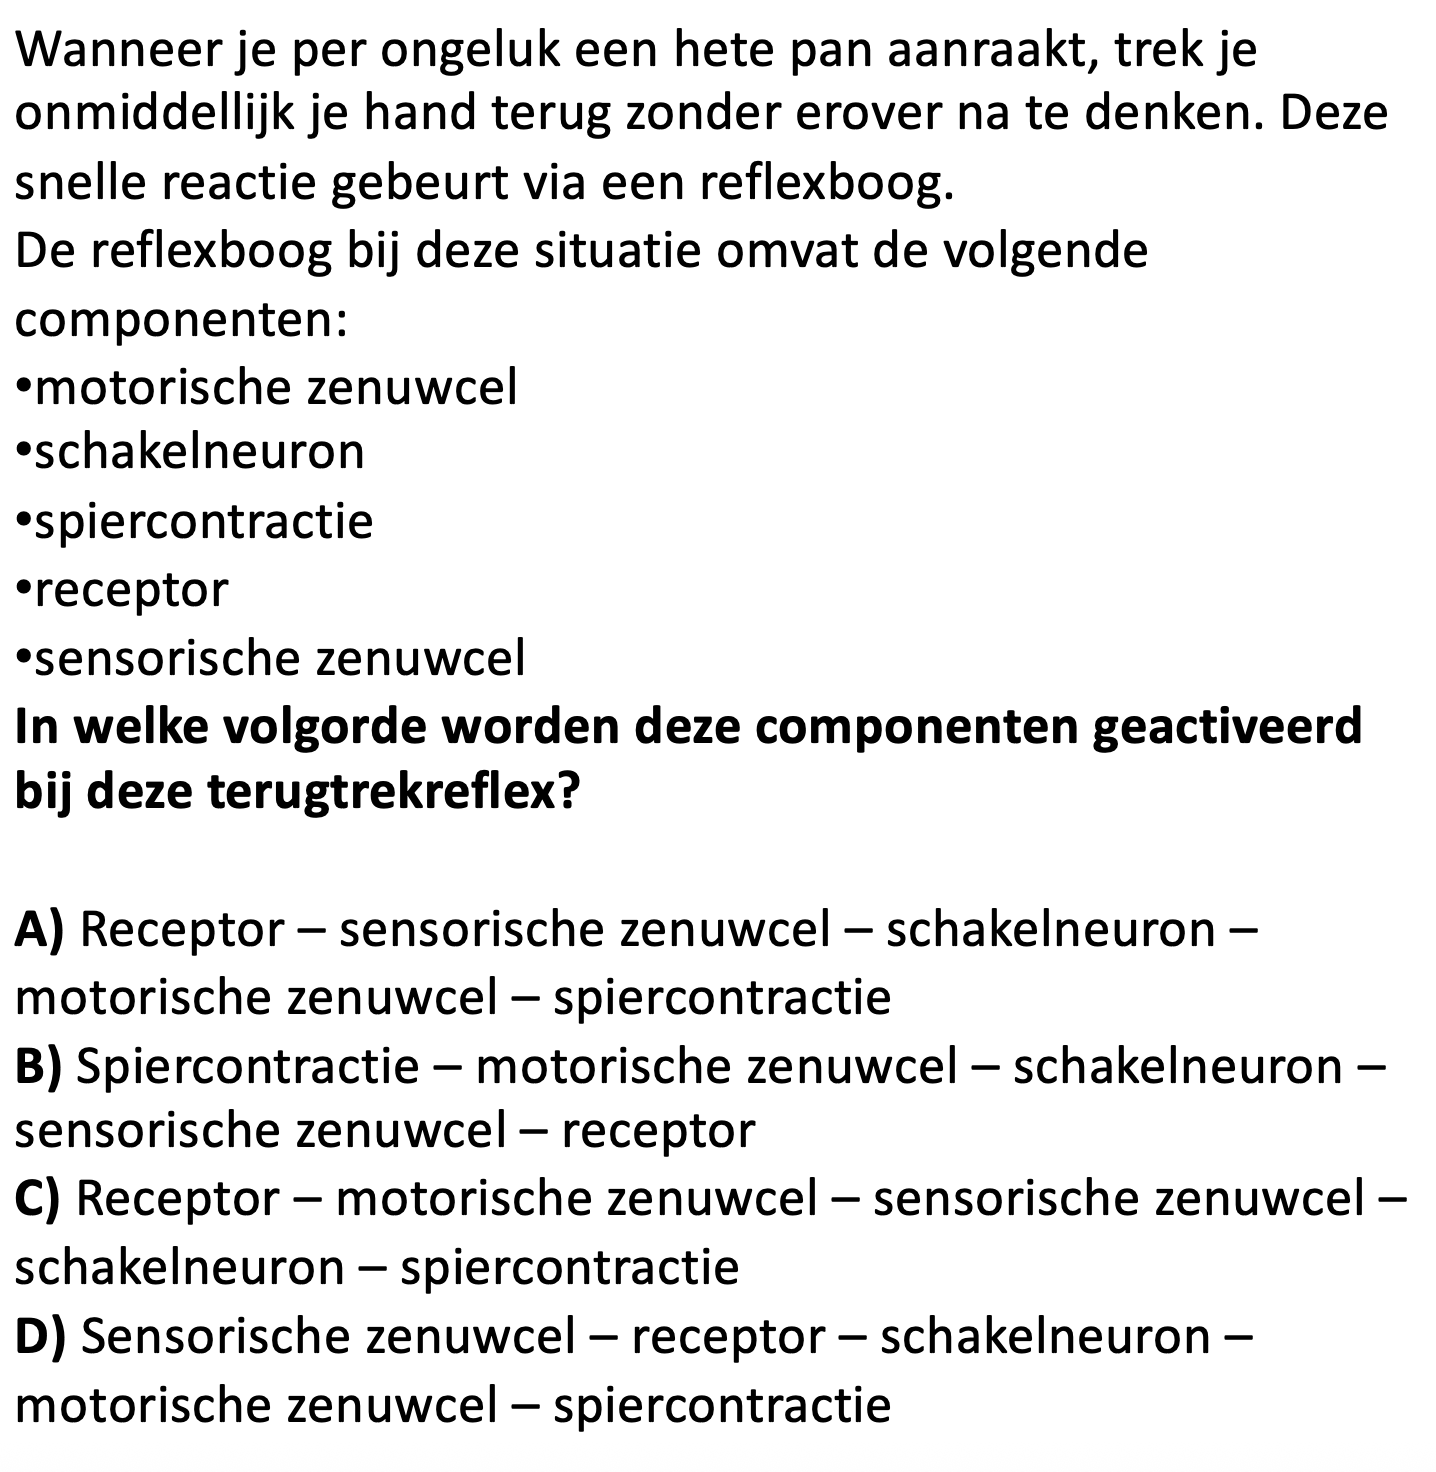 Wanneer je per ongeluk een hete pan aanraakt, trek je
onmiddellijk je hand terug zonder erover na te denken. Deze
snelle reactie gebeurt via een reflexboog.
De reflexboog bij deze situatie omvat de volgende
componenten:
•motorische zenuwcel
•schakelneuron
•spiercontractie
•receptor
•sensorische zenuwcel
In welke volgorde worden deze componenten geactiveerd
bij deze terugtrekreflex?
A) Receptor – sensorische zenuwcel – schakelneuron –
motorische zenuwcel – spiercontractie
B) Spiercontractie – motorische zenuwcel – schakelneuron –
sensorische zenuwcel – receptor
C) Receptor – motorische zenuwcel – sensorische zenuwcel –
schakelneuron – spiercontractie
D) Sensorische zenuwcel – receptor – schakelneuron –
motorische zenuwcel – spiercontractie